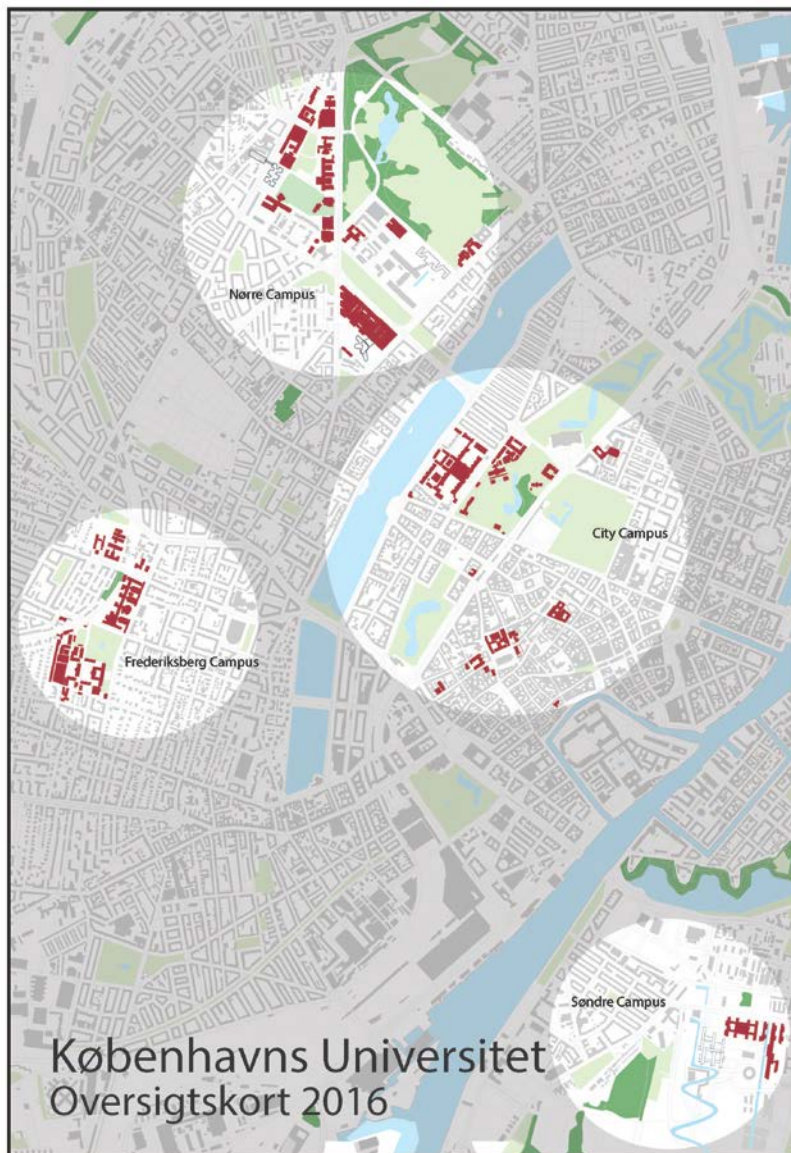 Nørre Campus
City Campus
Frederiksberg Campus
Søndre Campus
Københavns Universitet
Oversigtskort 2016